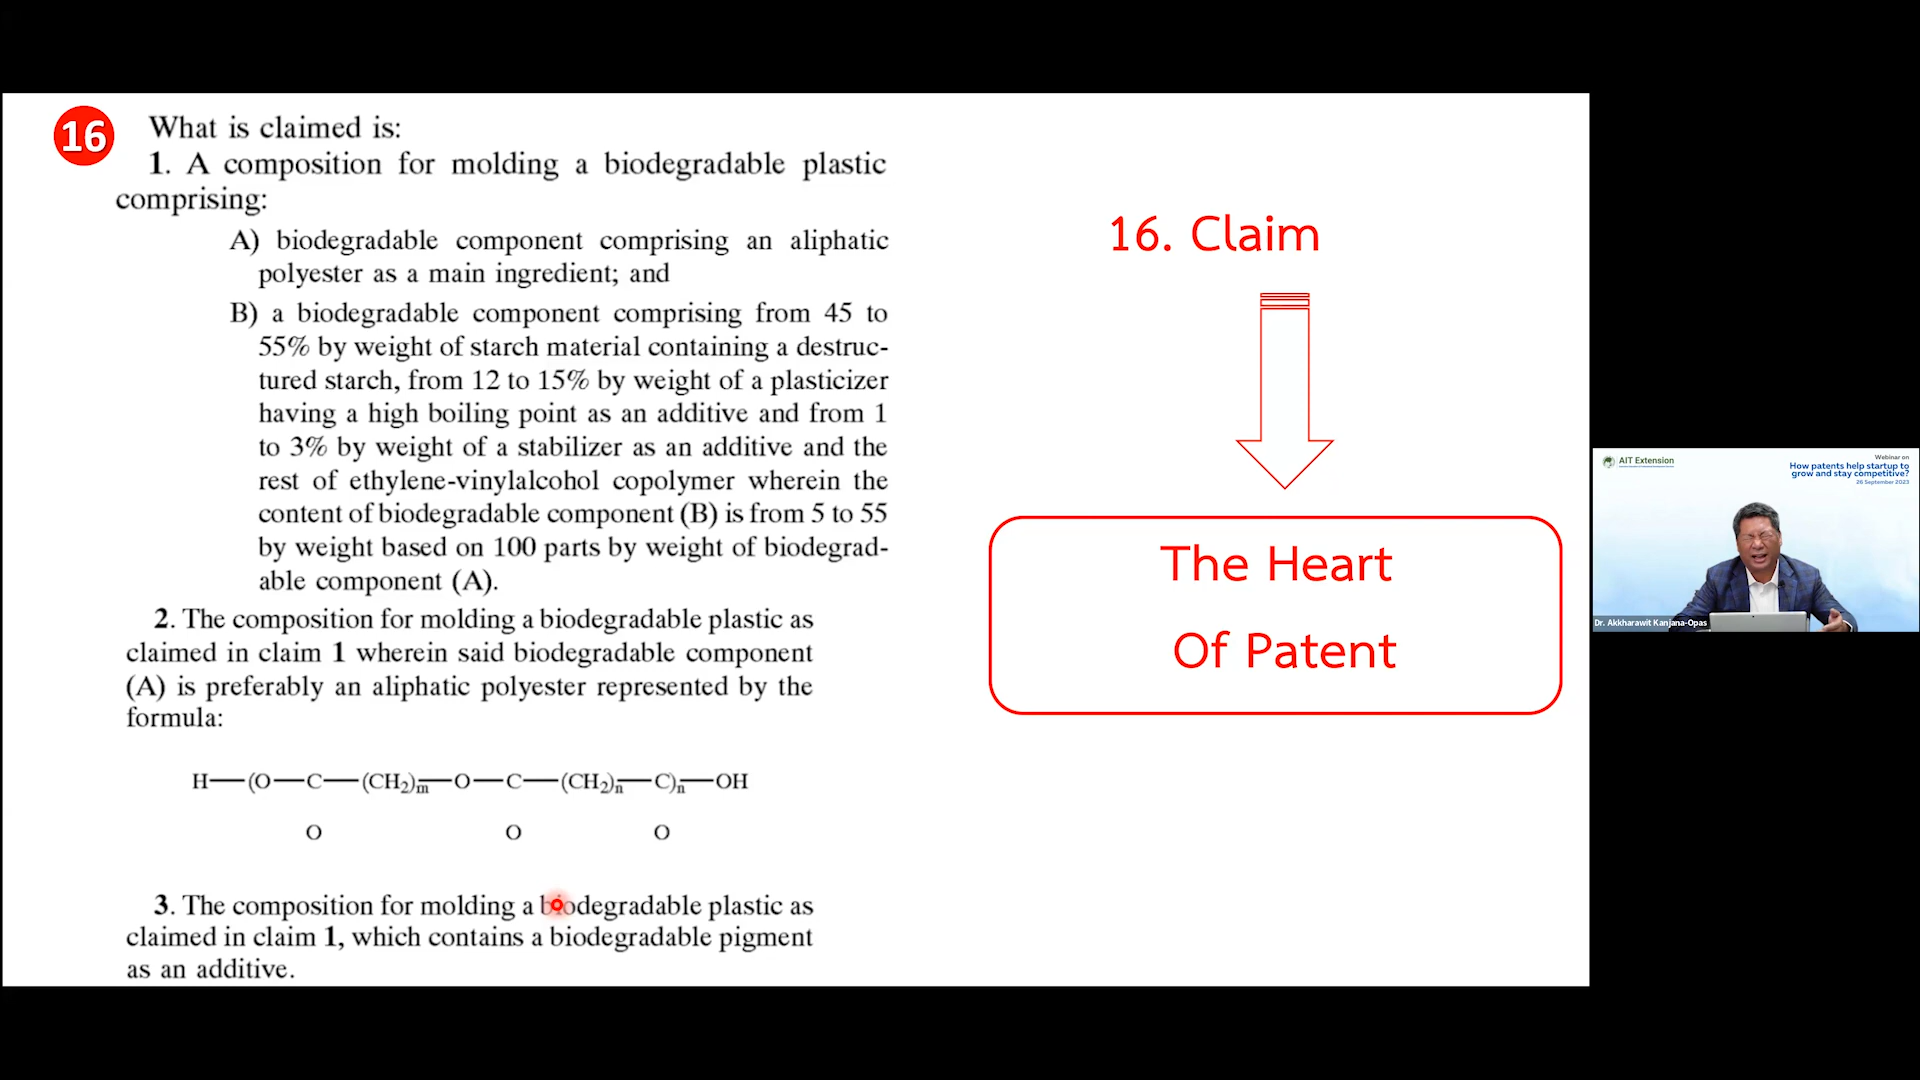 16
What is claimed is:
1. A composition for molding a biodegradable plastic
comprising:
A) biodegradable component comprising an aliphatic
polyester as a main ingredient; and
B) a biodegradable component comprising from 45 to
55% by weight of starch material containing a destruc-
tured starch, from 12 to 15% by weight of a plasticizer
having a high boiling point as an additive and from 1
to 3% by weight of a stabilizer as an additive and the
rest of ethylene-vinylalcohol copolymer wherein the
content of biodegradable component (B) is from 5 to 55
by weight based on 100 parts by weight of biodegrad-
able component (A).
2. The composition for molding a biodegradable plastic as
claimed in claim 1 wherein said biodegradable component
(A) is preferably an aliphatic polyester represented by the
formula:
H—(O—C—(CH2)m—O—C—(CH2)n—C)n—OH
O O O
3. The composition for molding a biodegradable plastic as
claimed in claim 1, which contains a biodegradable pigment
as an additive.
16. Claim
The Heart
Of Patent
AIT Extension
Webinar on
How patents help startup to
grow and stay competitive?
26 September 2023
Dr. Akkharawit Kanjana-Opas